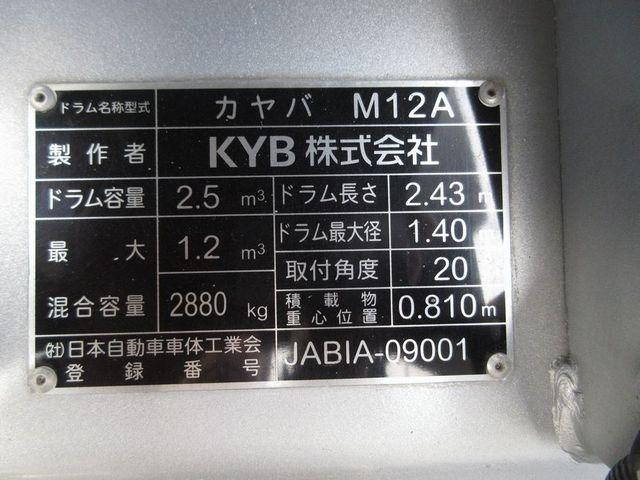 ドラム名称型式 カヤバ M12A
製作者 KYB株式会社
ドラム容量 2.5 m³ ドラム長さ 2.43 m
最大混合容量 1.2 m³ ドラム最大径 1.40
2880 kg 取付角度 20
積載物重心位置 0.810m
㈳日本自動車車体工業会
登録番号 JABIA-09001